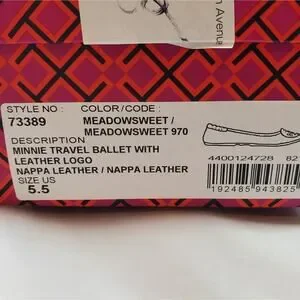 n Avenue
STYLE NO : COLOR/CODE :
73389 MEADOWSWEET /
MEADOWSWEET 970
DESCRIPTION
MINNIE TRAVEL BALLET WITH
LEATHER LOGO
NAPPA LEATHER / NAPPA LEATHER
SIZE US
5.5
4400124728 82
192485943825